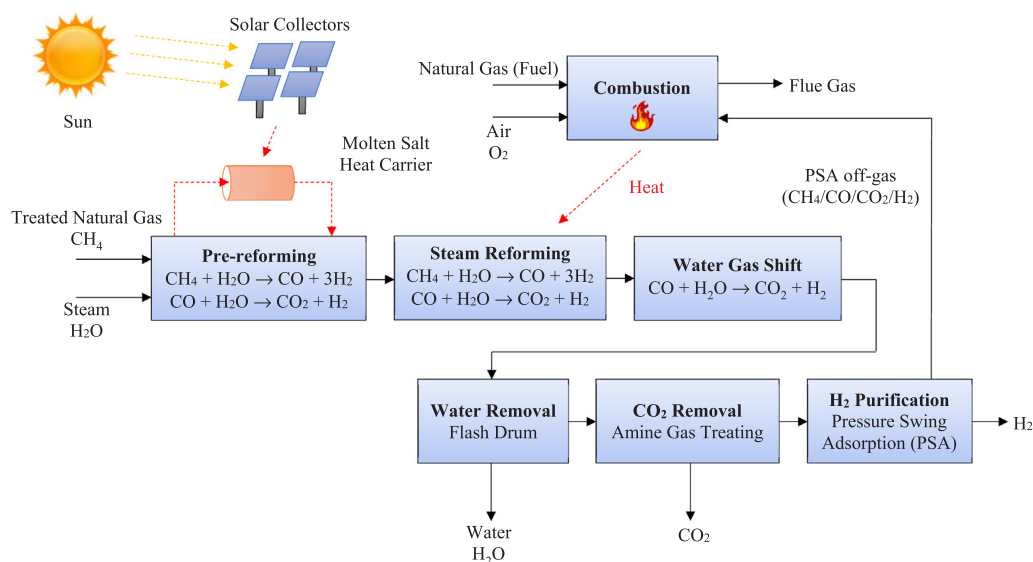 Solar Collectors
Sun
Molten Salt
Heat Carrier
Natural Gas (Fuel)
Air
O₂
Combustion
Flue Gas
Heat
PSA off-gas
(CH₄/CO/CO₂/H₂)
Treated Natural Gas
CH₄
Steam
H₂O
Pre-reforming
CH₄ + H₂O → CO + 3H₂
CO + H₂O → CO₂ + H₂
Steam Reforming
CH₄ + H₂O → CO + 3H₂
CO + H₂O → CO₂ + H₂
Water Gas Shift
CO + H₂O → CO₂ + H₂
Water Removal
Flash Drum
CO₂ Removal
Amine Gas Treating
H₂ Purification
Pressure Swing
Adsorption (PSA)
H₂
Water
H₂O
CO₂